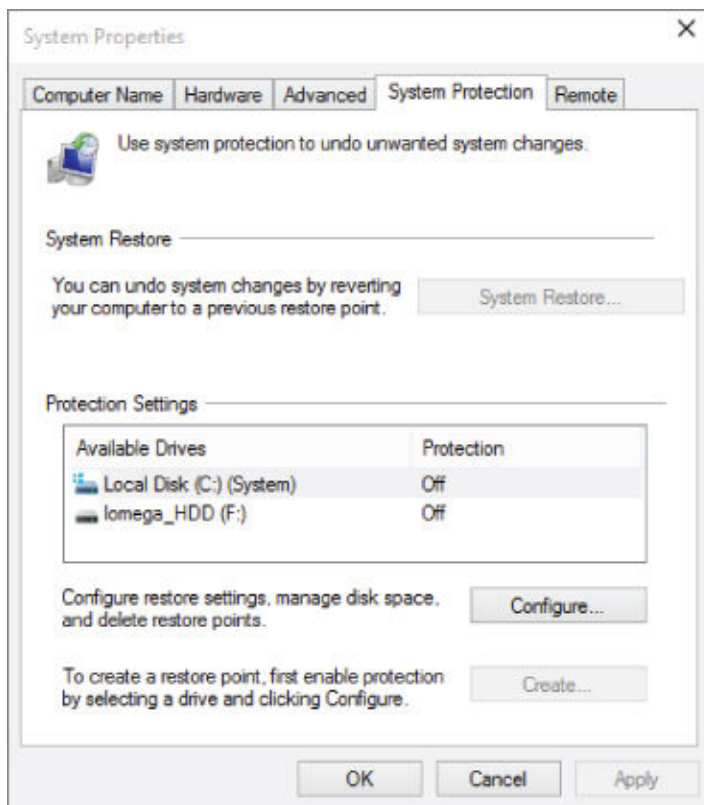 System Properties
Computer Name Hardware Advanced System Protection Remote
Use system protection to undo unwanted system changes.
System Restore
You can undo system changes by reverting
your computer to a previous restore point.
System Restore...
Protection Settings
Available Drives Protection
Local Disk (C:) (System) Off
Iomega_HDD (F:) Off
Configure restore settings, manage disk space,
and delete restore points.
Configure...
To create a restore point, first enable protection
by selecting a drive and clicking Configure.
Create...
OK Cancel Apply